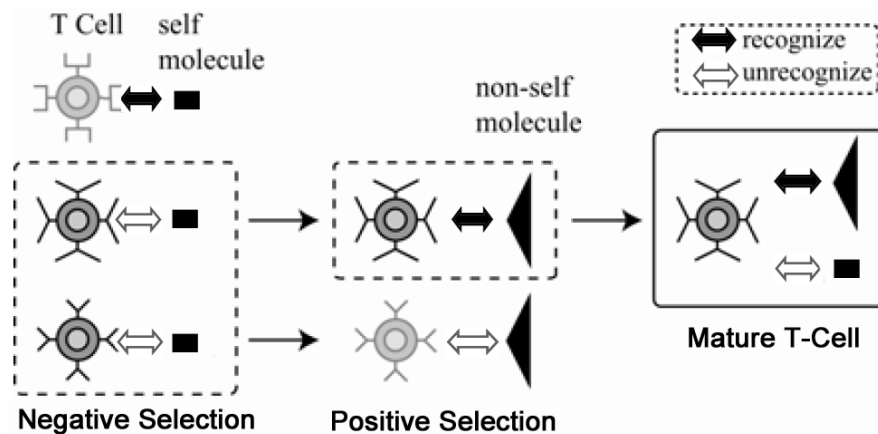 T Cell
self
molecule
recognize
unrecognize
non-self
molecule
Mature T-Cell
Negative Selection
Positive Selection